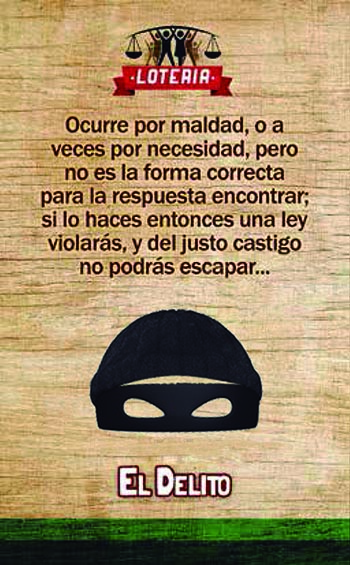 LOTERIA
Ocurre por maldad, o a
veces por necesidad, pero
no es la forma correcta
para la respuesta encontrar;
si lo haces entonces una ley
violarás, y del justo castigo
no podrás escapar...
EL DELITO